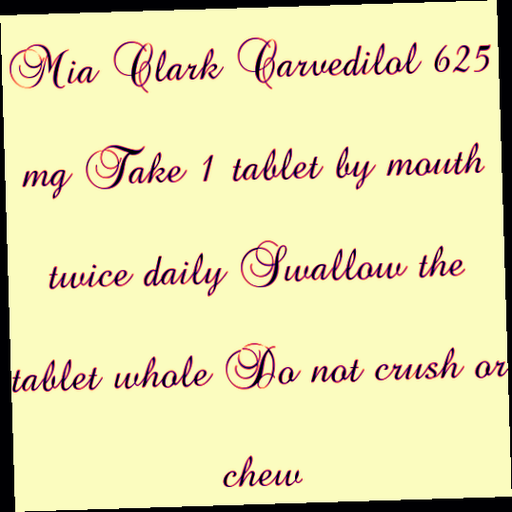 Mia Clark Carvedilol 625
mg Take 1 tablet by mouth
twice daily Swallow the
tablet whole Do not crush or
chew